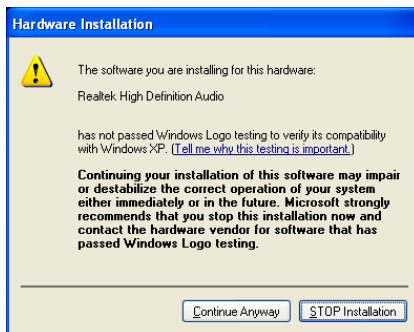 Hardware Installation
The software you are installing for this hardware:
Realtek High Definition Audio
has not passed Windows Logo testing to verify its compatibility
with Windows XP. (Tell me why this testing is important.)
Continuing your installation of this software may impair
or destabilize the correct operation of your system
either immediately or in the future. Microsoft strongly
recommends that you stop this installation now and
contact the hardware vendor for software that has
passed Windows Logo testing.
Continue Anyway STOP Installation